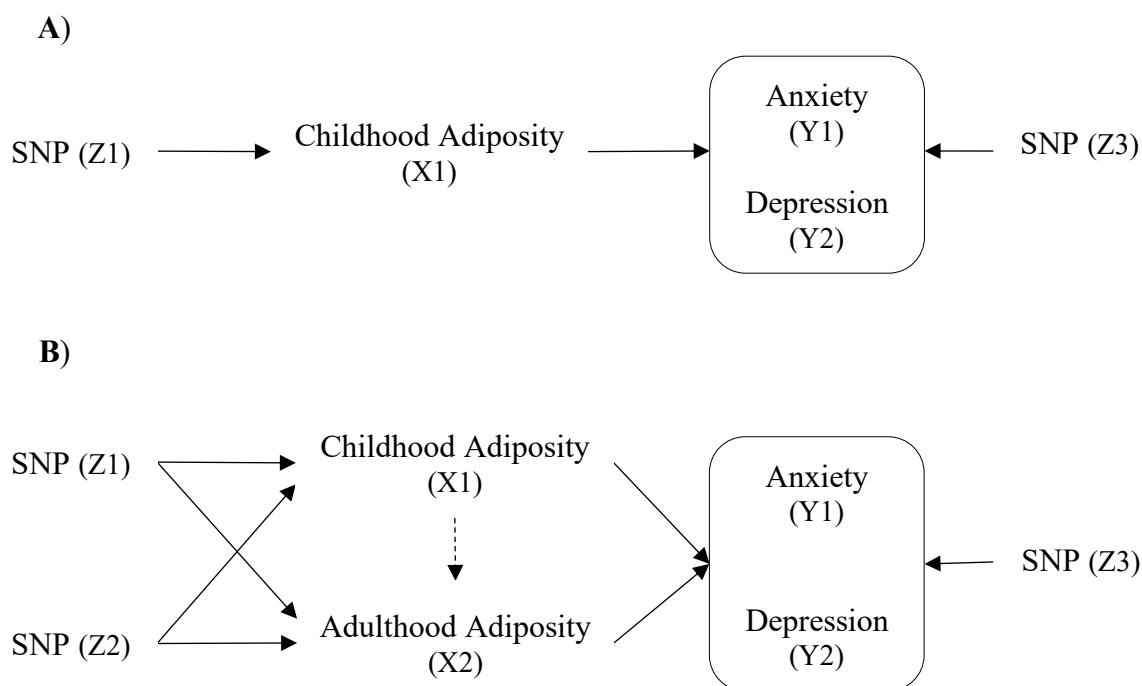 A)
Anxiety
(Y1)
SNP (Z1)
Childhood Adiposity
(X1)
SNP (Z3)
Depression
(Y2)
B)
SNP (Z1)
Childhood Adiposity
(X1)
Anxiety
(Y1)
SNP (Z3)
SNP (Z2)
Adulthood Adiposity
(X2)
Depression
(Y2)